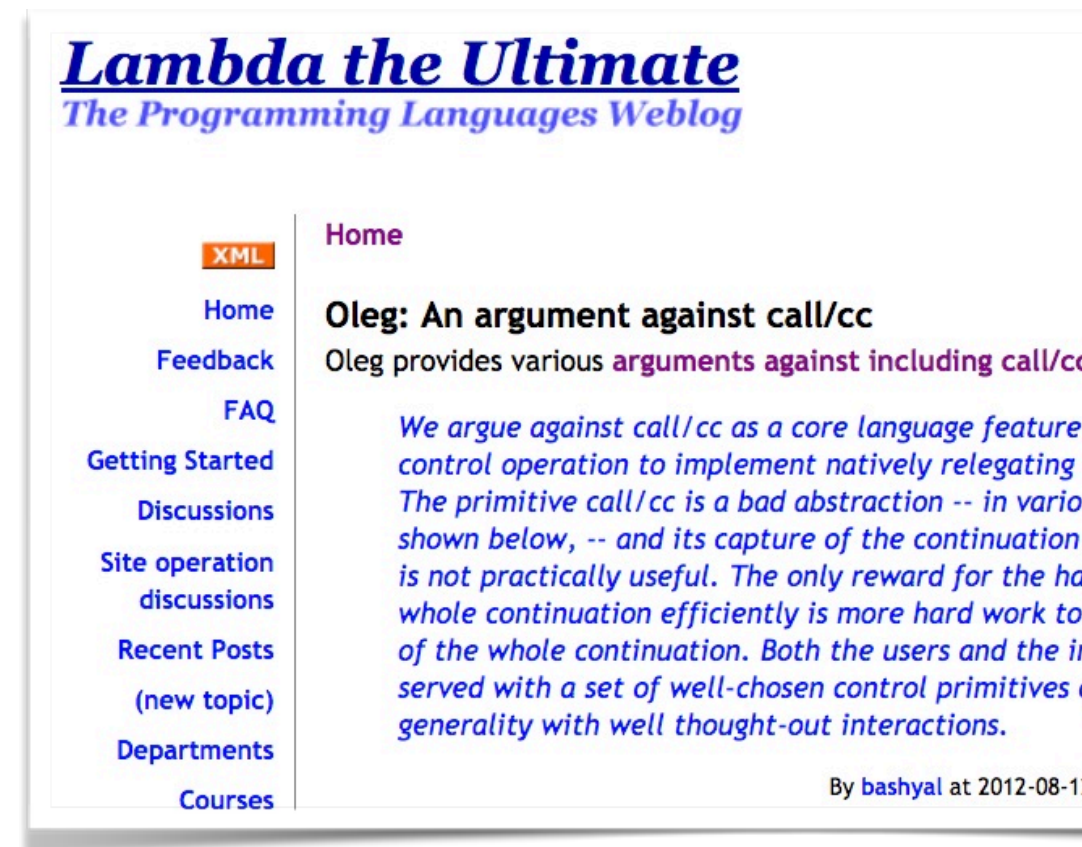 Lambda the Ultimate
The Programming Languages Weblog
XML
Home
Feedback
FAQ
Getting Started
Discussions
Site operation
discussions
Recent Posts
(new topic)
Departments
Courses
Home
Oleg: An argument against call/cc
Oleg provides various arguments against including call/cc
We argue against call/cc as a core language feature
control operation to implement natively relegating
The primitive call/cc is a bad abstraction -- in
shown below, -- and its capture of the continuation
is not practically useful. The only reward for the
whole continuation efficiently is more hard work to
of the whole continuation. Both the users and the
served with a set of well-chosen control primitives
generality with well thought-out interactions.
By bashyal at 2012-08-1